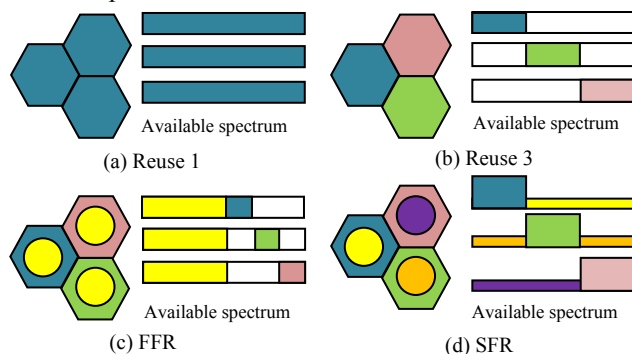 Available spectrum
Available spectrum
(a) Reuse 1
(b) Reuse 3
Available spectrum
Available spectrum
(c) FFR
(d) SFR